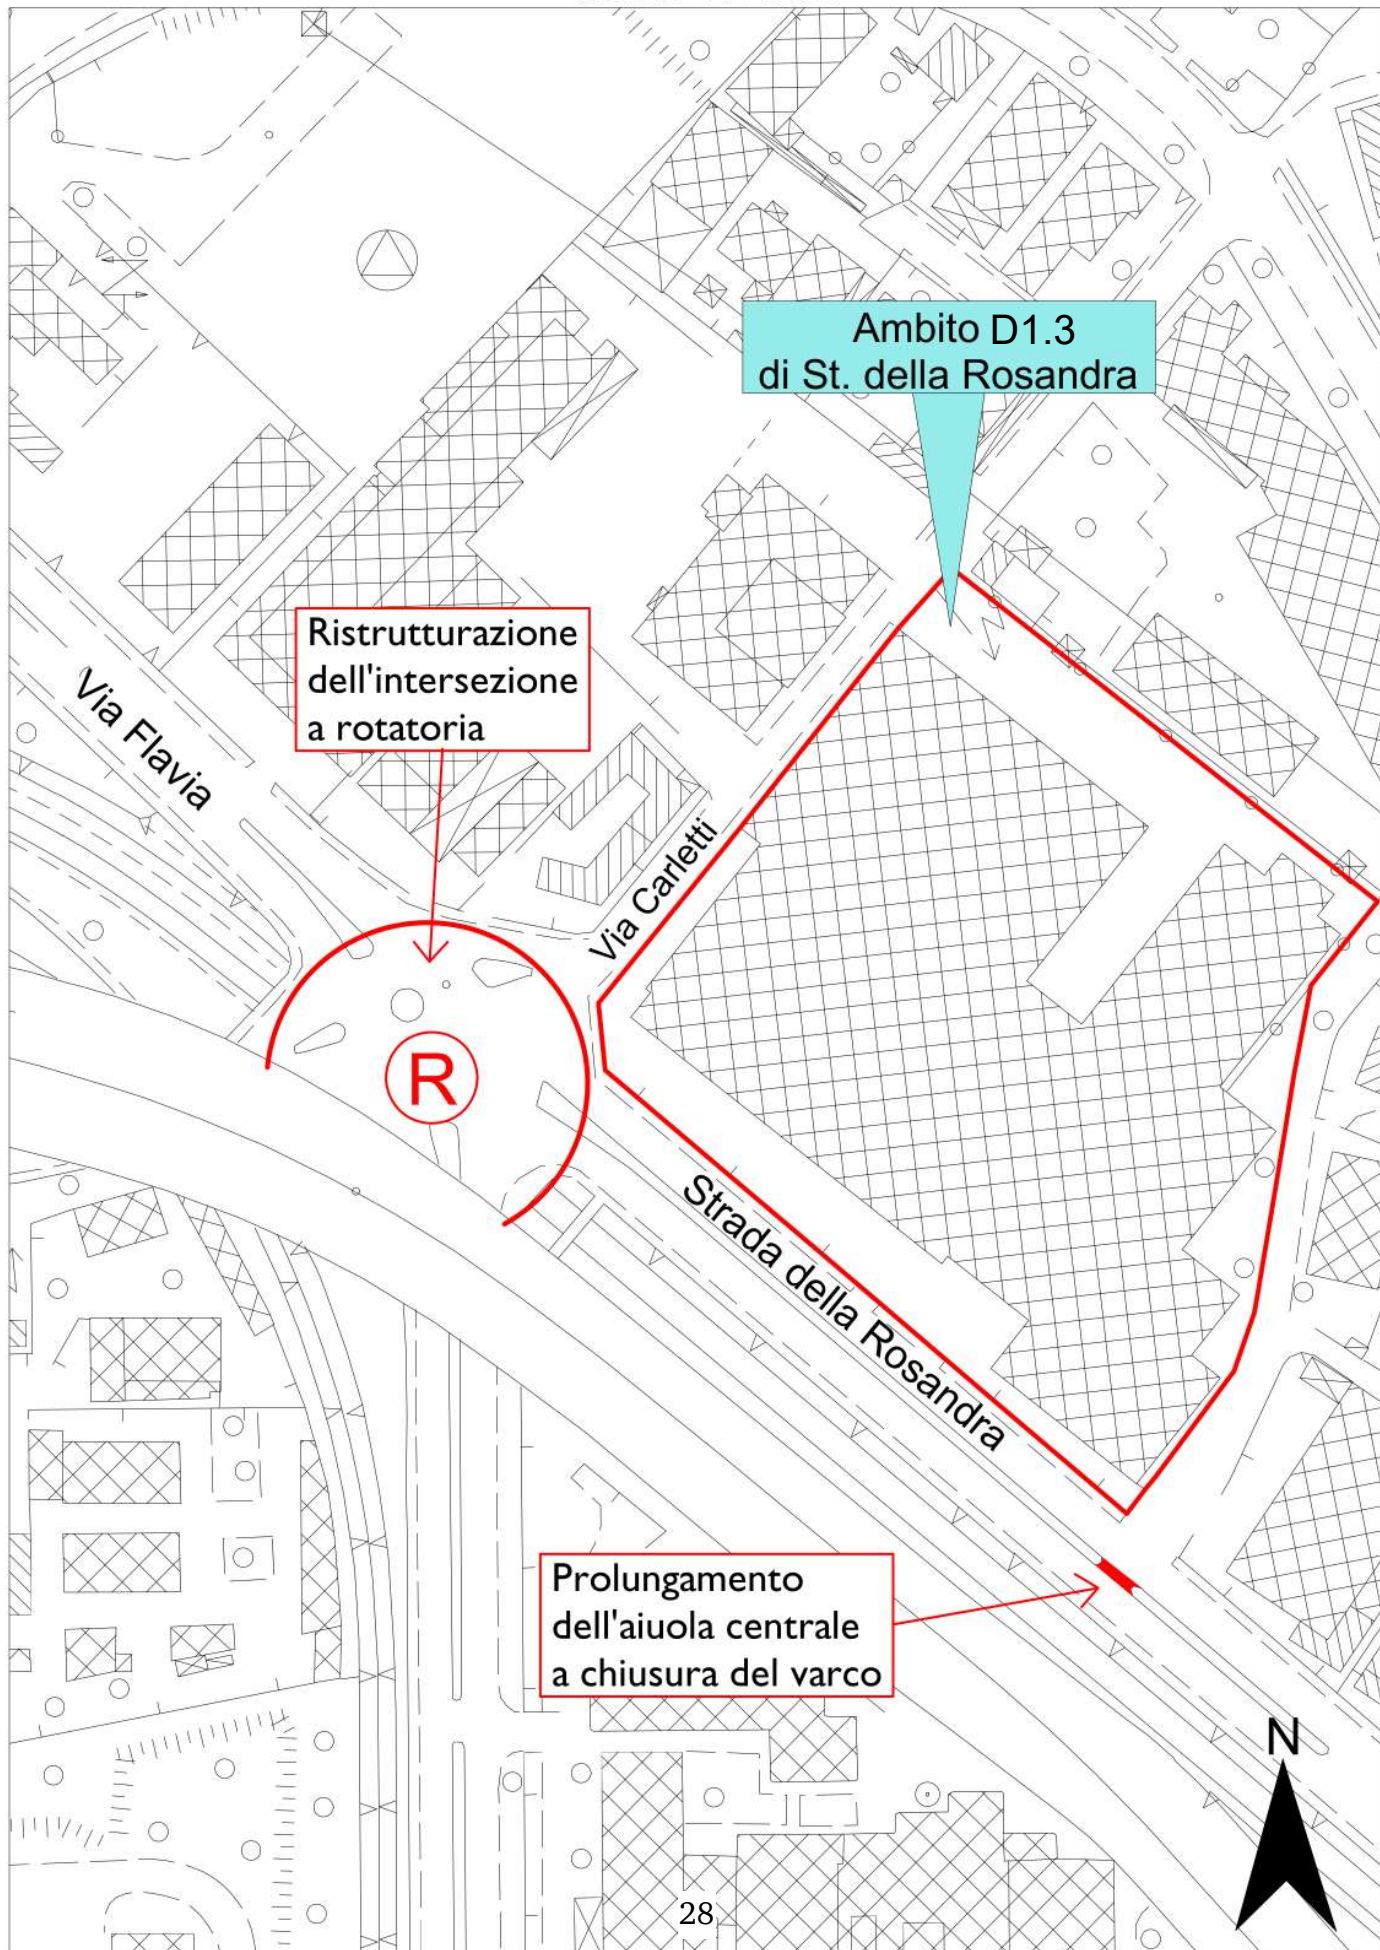 Ambito D1.3
di St. della Rosandra
Ristrutturazione
dell'intersezione
a rotatoria
Via Flavia
Via Carletti
R
Strada della Rosandra
Prolungamento
dell'aiuola centrale
a chiusura del varco
N
28